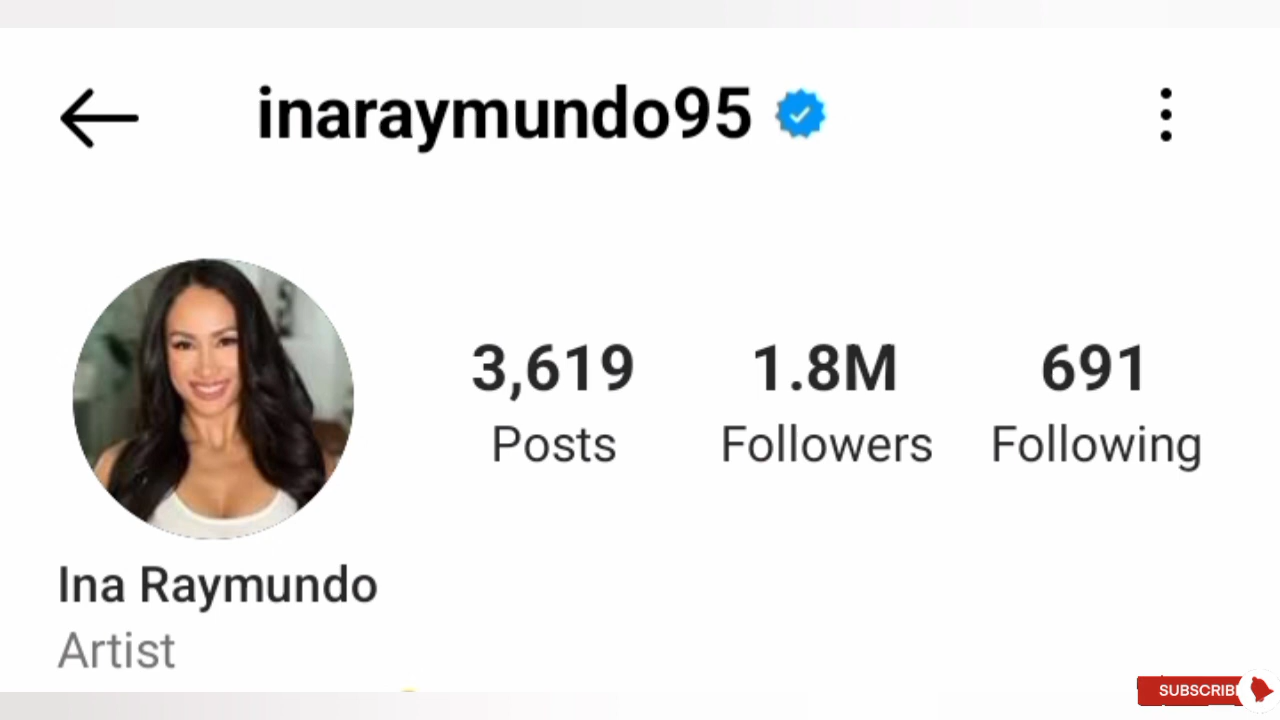 inaraymundo95
3,619 1.8M 691
Posts Followers Following
Ina Raymundo
Artist
SUBSCRIB